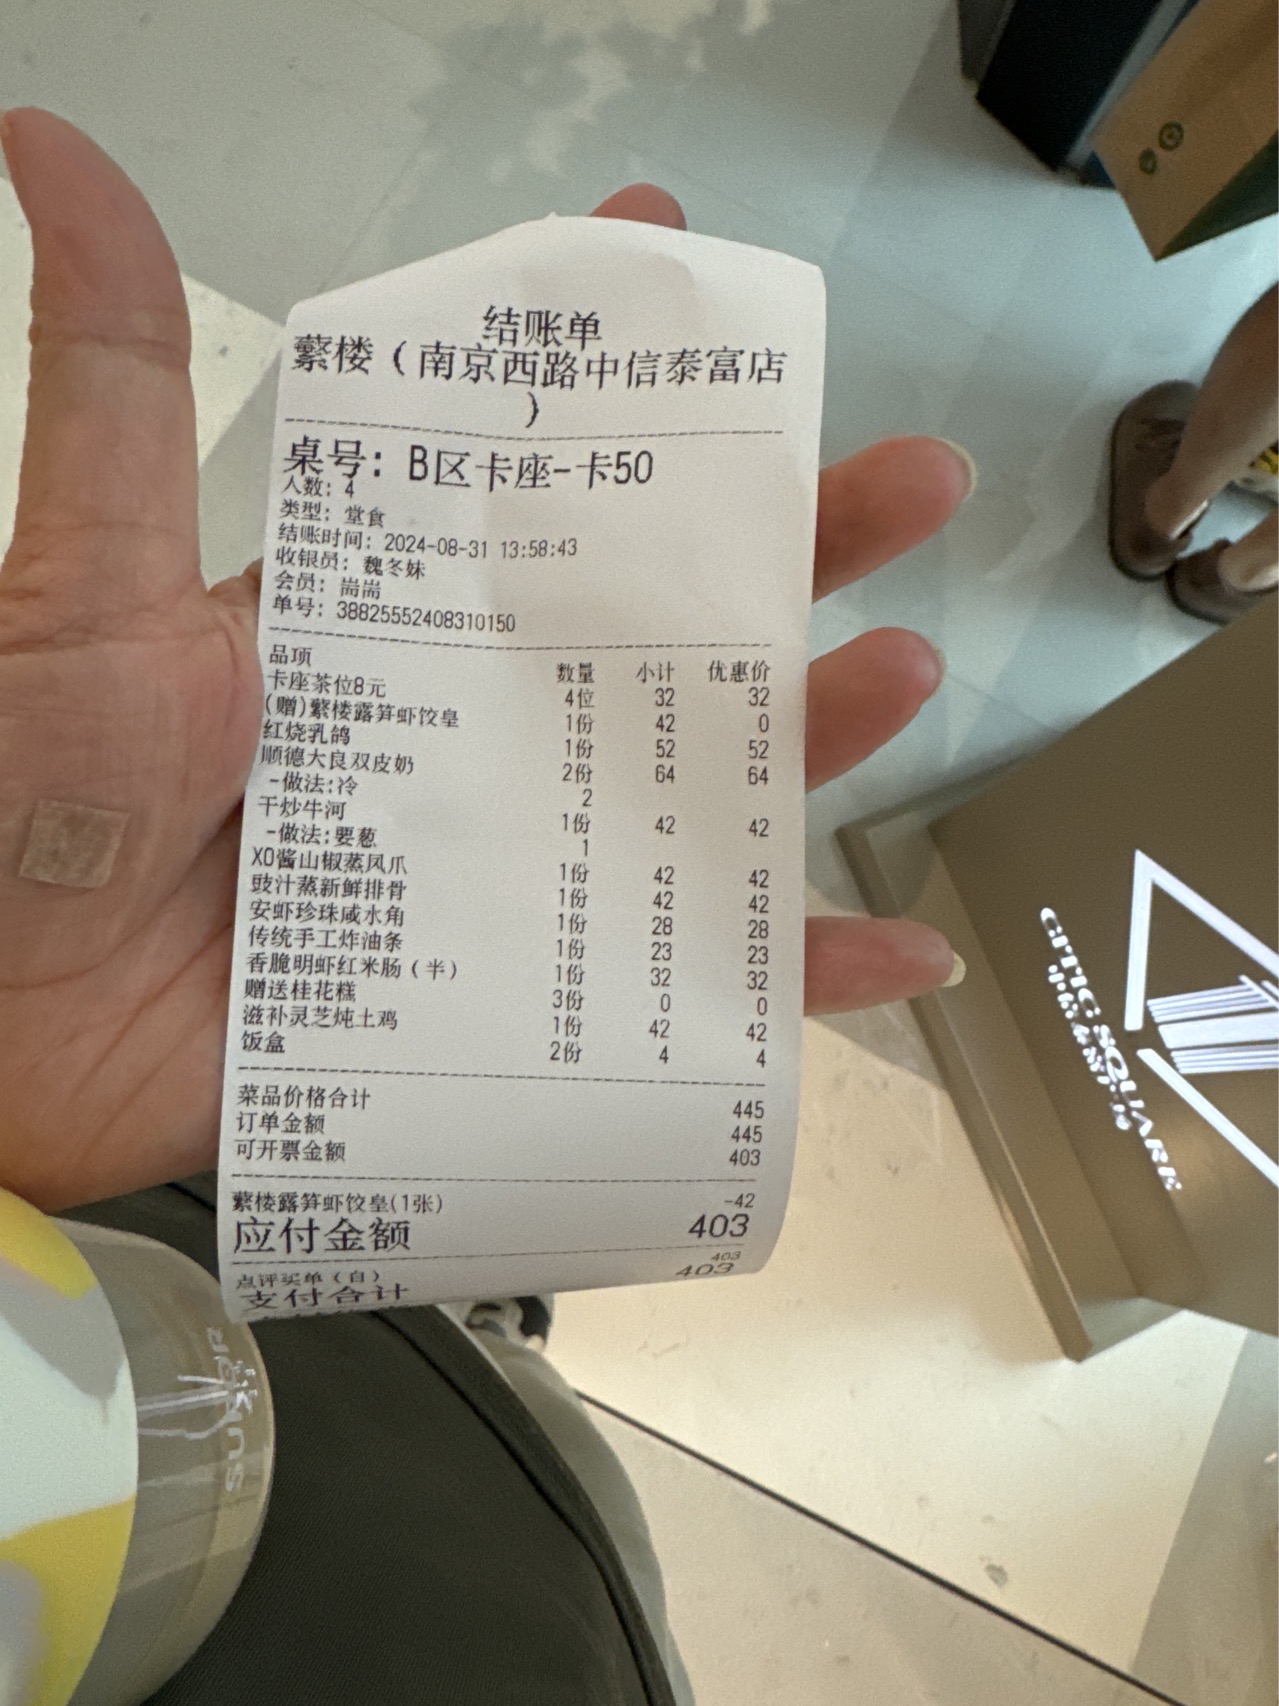 结账单
蘩楼（南京西路中信泰富店
）
桌号：B区卡座-卡50
人数：4
类型：堂食
结账时间：2024-08-31 13:58:43
收银员：魏冬妹
会员：耑耑
单号：38825552408310150
品项 数量 小计 优惠价
卡座茶位8元 4位 32 32
(赠)蘩楼露笋虾饺皇 1份 42 0
红烧乳鸽 1份 52 52
顺德大良双皮奶 2份 64 64
-做法:冷 2
干炒牛河 1份 42 42
-做法:要葱 1
XO酱山椒蒸凤爪 1份 42 42
豉汁蒸新鲜排骨 1份 42 42
安虾珍珠咸水角 1份 28 28
传统手工炸油条 1份 23 23
香脆明虾红米肠（半） 1份 32 32
赠送桂花糕 3份 0 0
滋补灵芝炖土鸡 1份 42 42
饭盒 2份 4 4
菜品价格合计 445
订单金额 445
可开票金额 403
蘩楼露笋虾饺皇(1张) -42
应付金额 403
点评买单（自） 403
支付合计 403
CITIC SQUARE